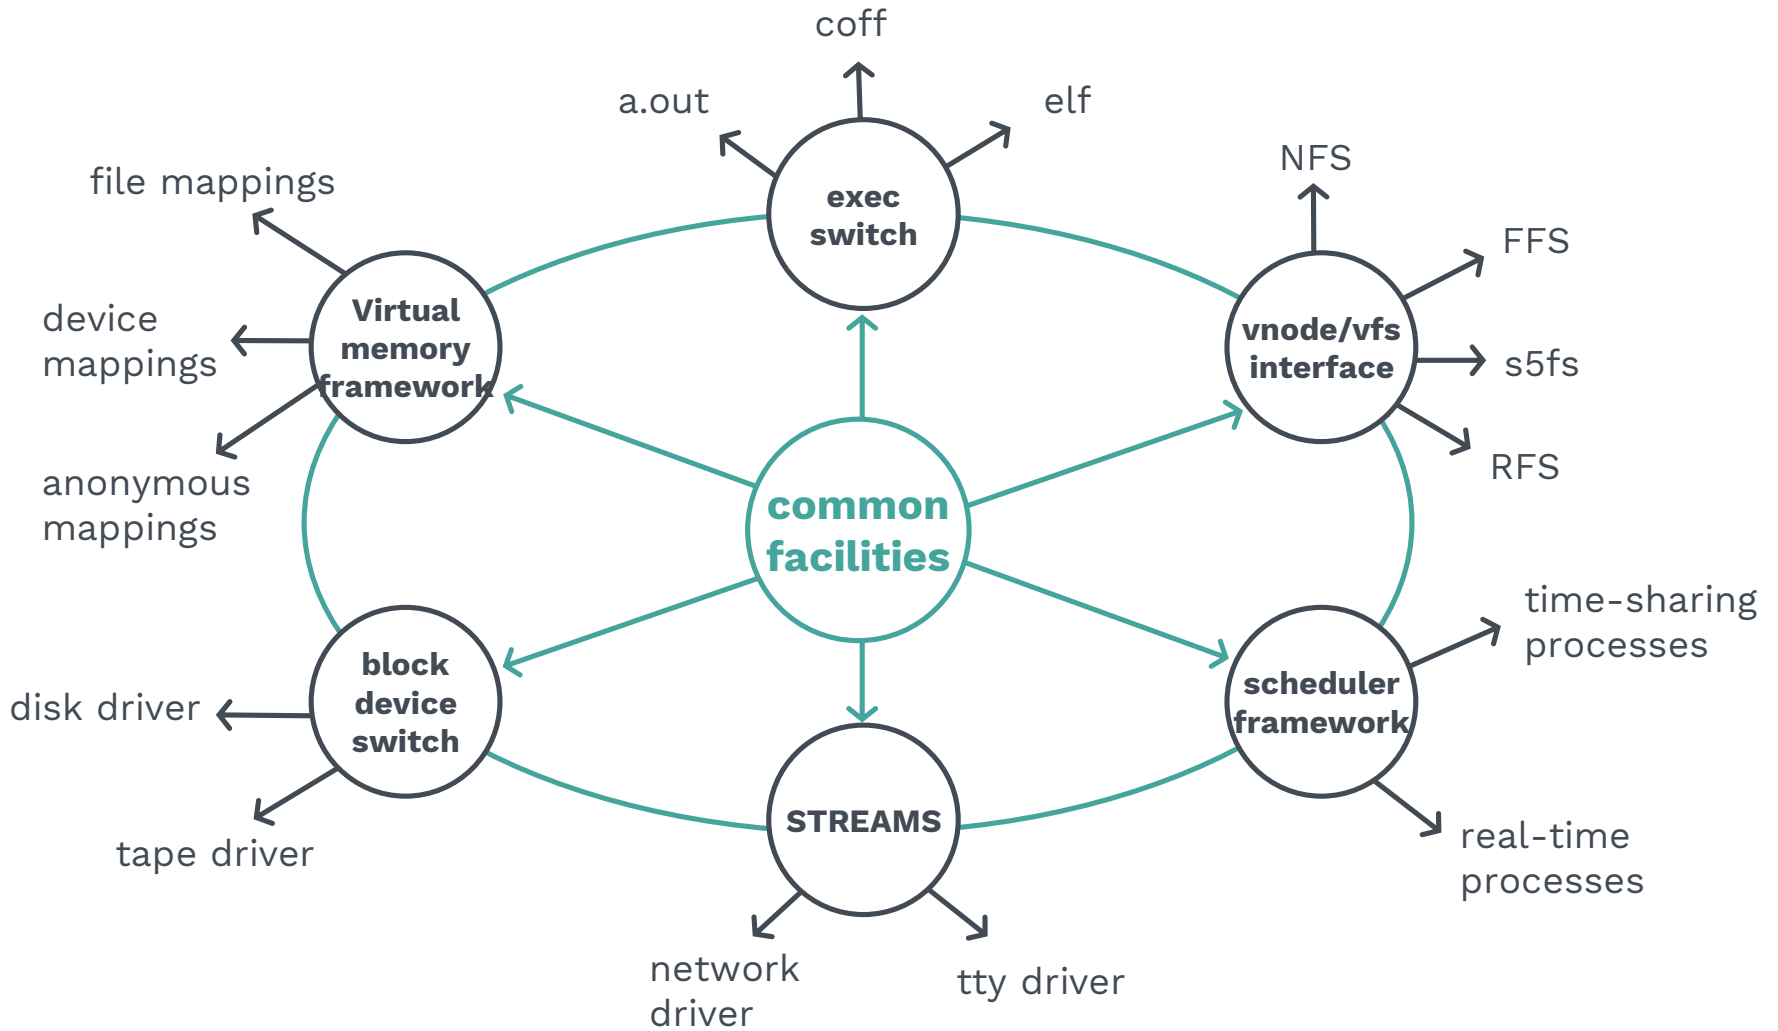 coff
a.out
elf
exec
switch
file mappings
device
mappings
anonymous
mappings
Virtual
memory
framework
NFS
FFS
s5fs
RFS
vnode/vfs
interface
common
facilities
block
device
switch
disk driver
tape driver
STREAMS
network
driver
tty driver
scheduler
framework
time-sharing
processes
real-time
processes